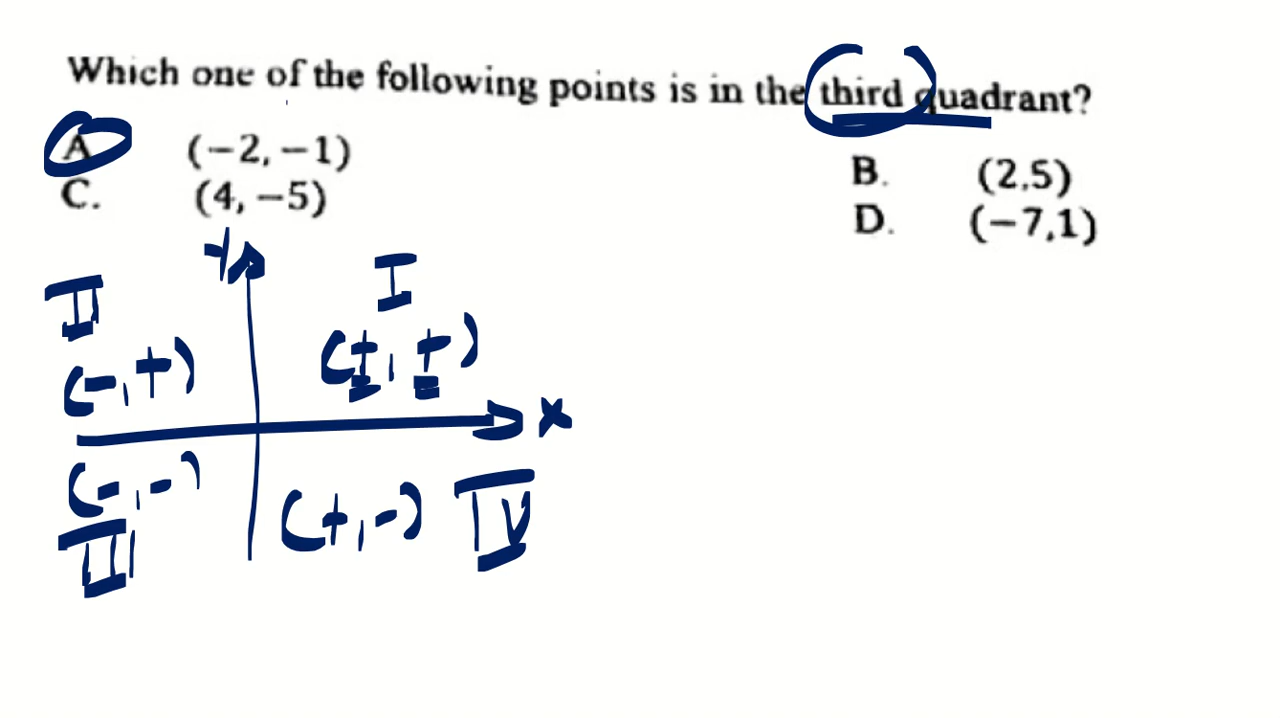 Which one of the following points is in the third quadrant?
A (−2, −1)
B. (2,5)
C. (4, −5)
D. (−7,1)
y
II
I
(-,+)
(+,+)
x
(-,-)
(+,-)
IV
III